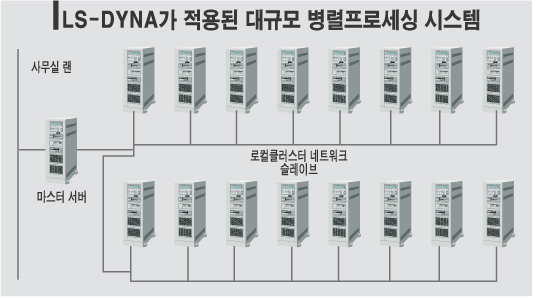 LS-DYNA가 적용된 대규모 병렬프로세싱 시스템
사무실 랜
로컬클러스터 네트워크
슬레이브
마스터 서버